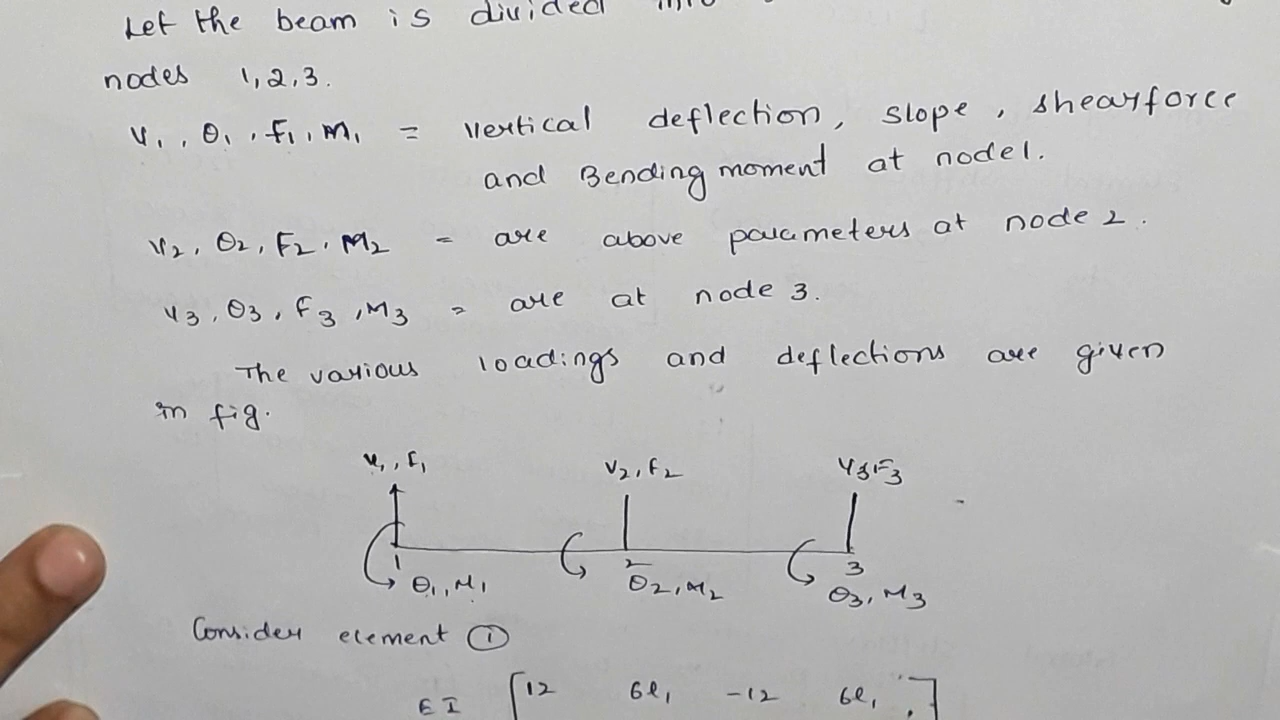 Let the beam is divided into
nodes 1,2,3.
v₁, θ₁, F₁, M₁ = vertical deflection, slope, shearforce
and Bending moment at node1.
v₂, θ₂, F₂, M₂ = are above parameters at node 2.
v₃, θ₃, F₃, M₃ = are at node 3.
The various loadings and deflections are given
in fig.
v₁, F₁ v₂, F₂ v₃, F₃
1 2 3
θ₁, M₁ θ₂, M₂ θ₃, M₃
Consider element ①
EI [12 6l₁ -12 6l₁]